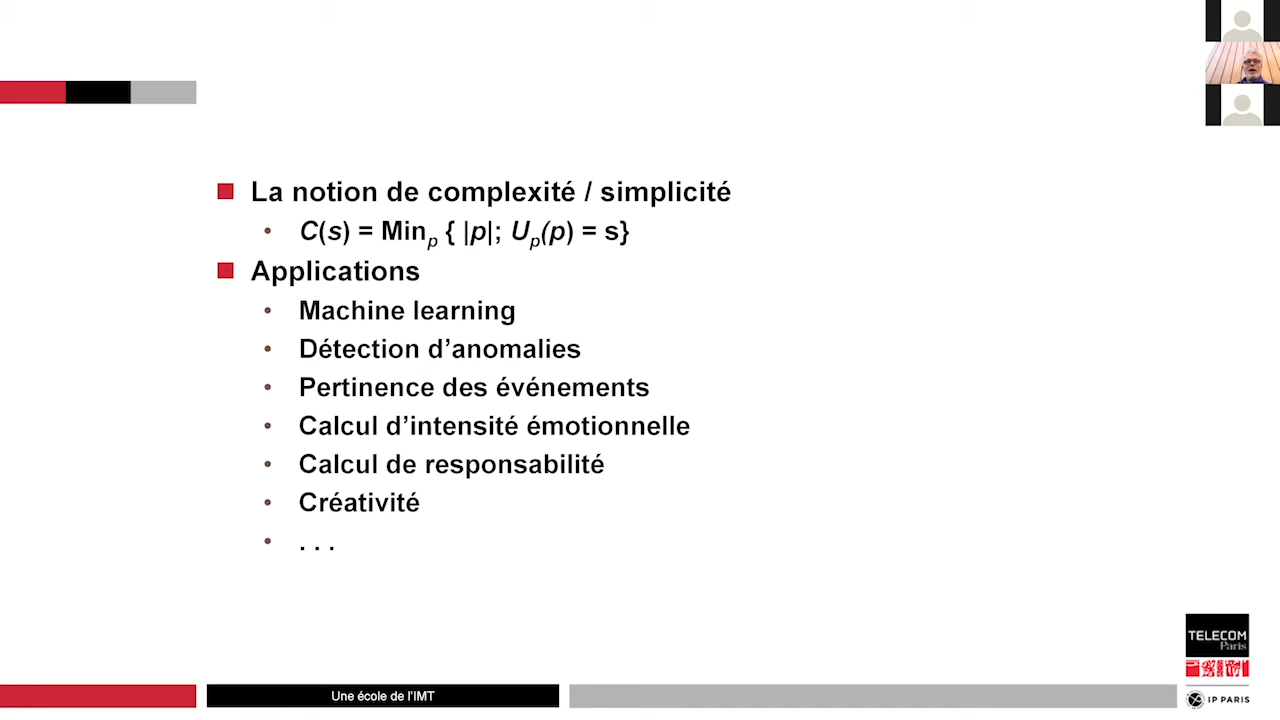 La notion de complexité / simplicité
• C(s) = Minp { |p|; Up(p) = s}
Applications
• Machine learning
• Détection d’anomalies
• Pertinence des événements
• Calcul d’intensité émotionnelle
• Calcul de responsabilité
• Créativité
• . . .
TELECOM
Paris
Une école de l’IMT
IP PARIS